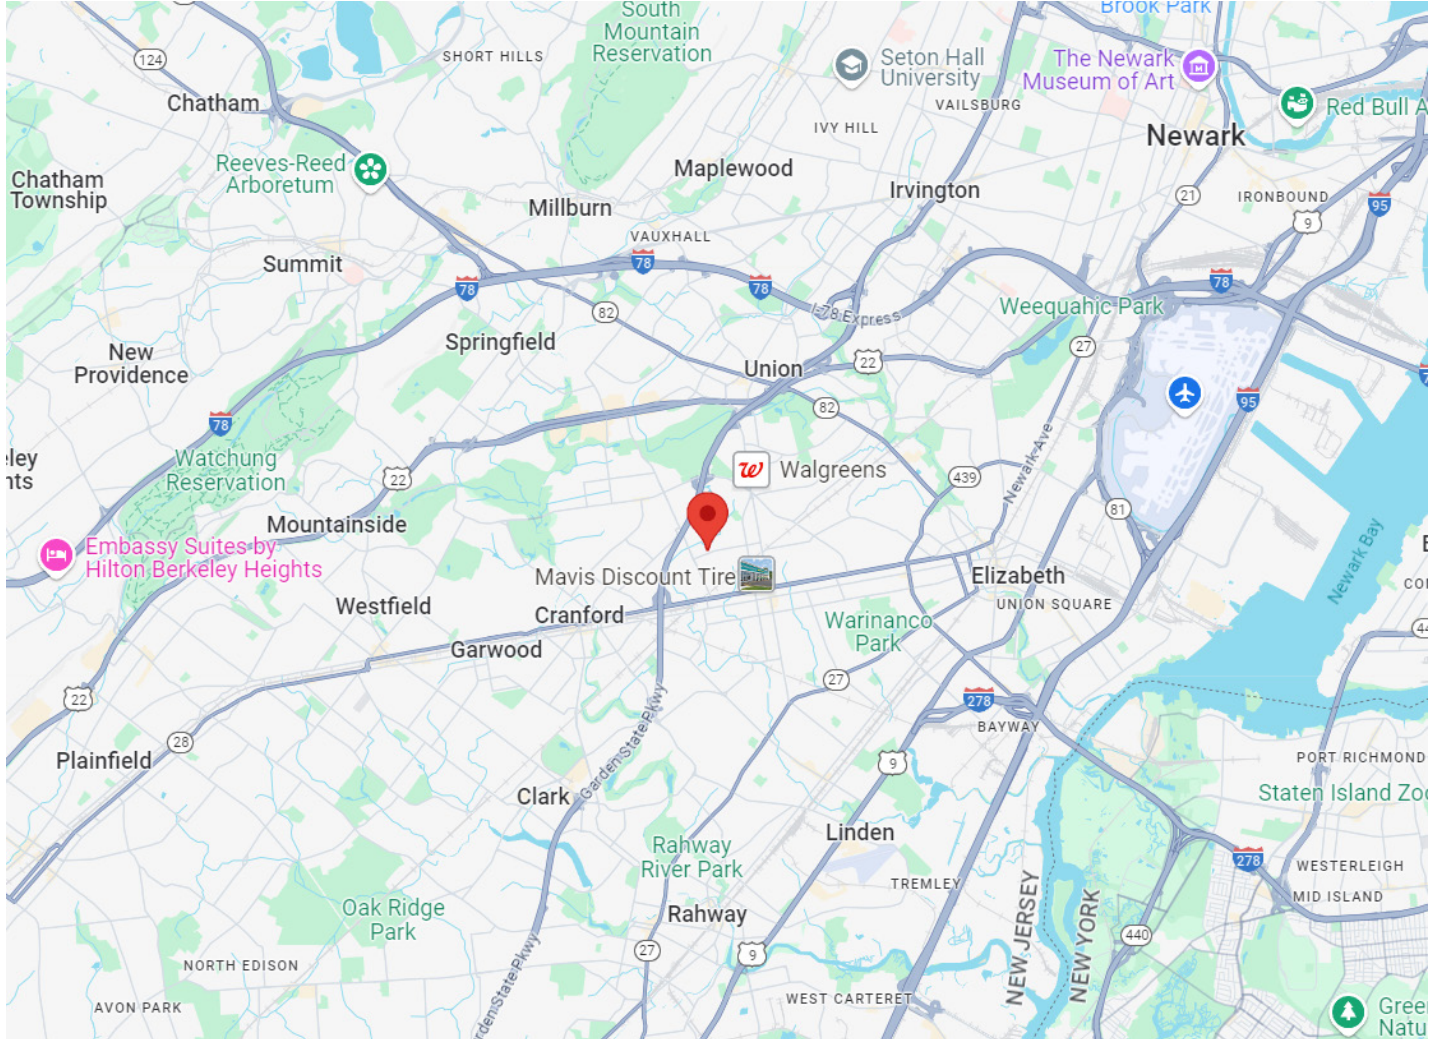 South
Mountain
Reservation
Brook Park
124
SHORT HILLS
Seton Hall
University
The Newark
Museum of Art
M
Chatham
VAILSBURG
Red Bull A
IVY HILL
Newark
Reeves-Reed
Arboretum
Maplewood
Chatham
Township
Irvington
21
IRONBOUND
95
Millburn
9
VAUXHALL
Summit
78
78
78
78
82
I-78 Express
Weequahic Park
Springfield
27
New
Providence
Union
22
95
82
78
Watchung
Reservation
22
w
Walgreens
439
Newark Ave
81
Mountainside
Embassy Suites by
Hilton Berkeley Heights
Mavis Discount Tire
Elizabeth
Newark Bay
Westfield
Cranford
UNION SQUARE
Warinanco
Park
Garwood
27
22
278
BAYWAY
28
Garden State Pkwy
Plainfield
9
PORT RICHMOND
Clark
Staten Island Zoo
Linden
Rahway
River Park
278
WESTERLEIGH
TREMLEY
MID ISLAND
Oak Ridge
Park
Rahway
NEW JERSEY
NEW YORK
440
27
9
NORTH EDISON
rden State Pkwy
WEST CARTERET
AVON PARK
Gree
Natu